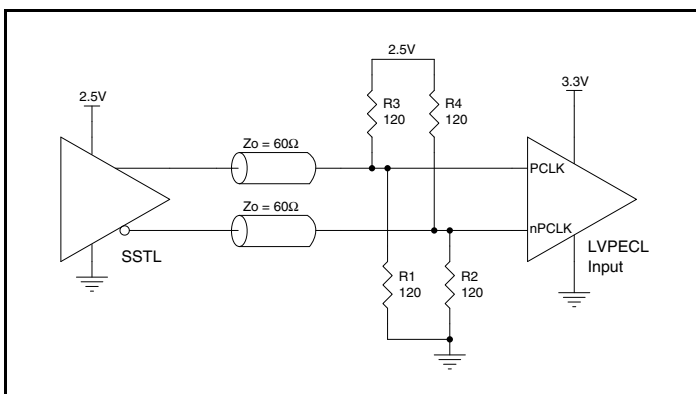 2.5V
3.3V
2.5V
R3
120
R4
120
Zo = 60Ω
PCLK
Zo = 60Ω
nPCLK
SSTL
LVPECL
Input
R1
120
R2
120